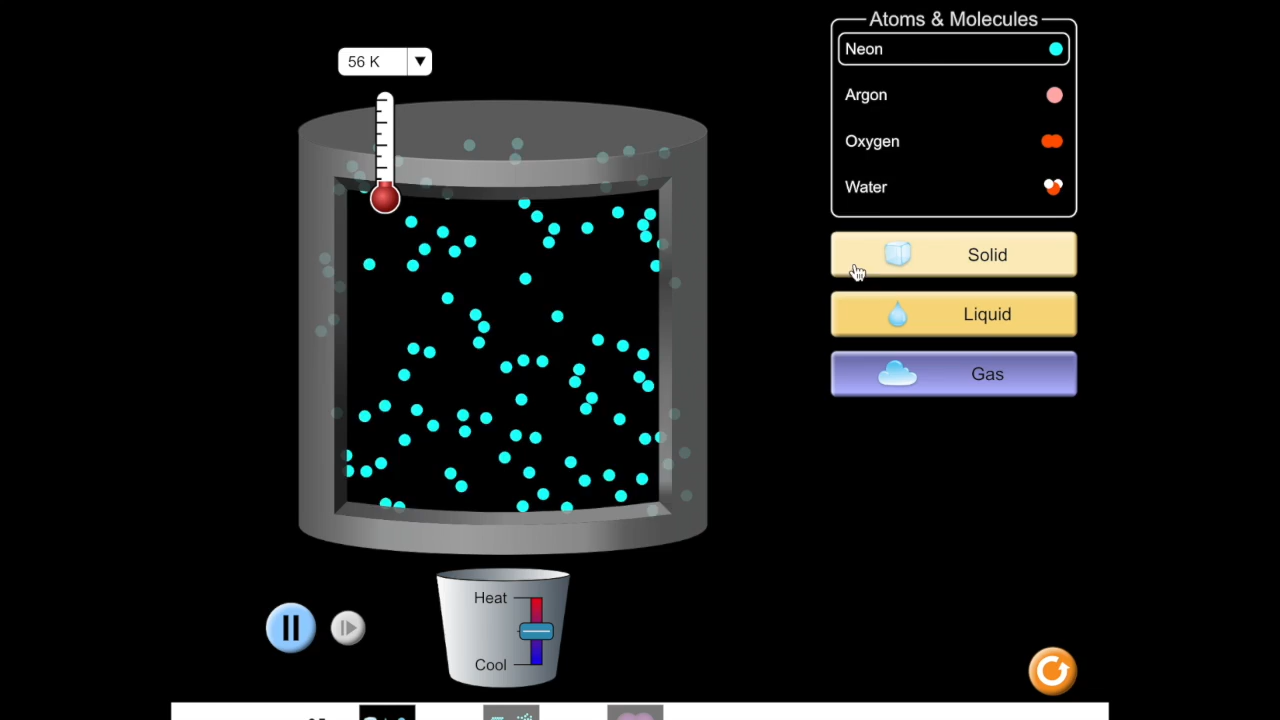 Atoms & Molecules
56 K
Neon
Argon
Oxygen
Water
Solid
Liquid
Gas
Heat
Cool